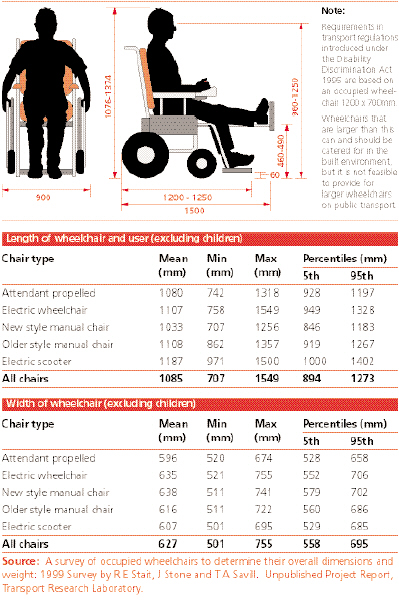 Note:
Requirements in
transport regulations
introduced under
the Disability
Discrimination Act
1995 are based on
an occupied wheel-
chair 1200 x 700mm.
Wheelchairs that
are larger than this
can and should be
catered for in the
built environment,
but it is not feasible
to provide for
larger wheelchairs
on public transport.
1076-1374
960-1250
460-490
60
900
1200 - 1250
1500
Length of wheelchair and user (excluding children)
Chair type Mean (mm) Min (mm) Max (mm) Percentiles (mm)
5th 95th
Attendant propelled 1080 742 1318 928 1197
Electric wheelchair 1107 758 1549 949 1328
New style manual chair 1033 707 1256 846 1183
Older style manual chair 1108 862 1357 919 1267
Electric scooter 1187 971 1500 1000 1402
All chairs 1085 707 1549 894 1273
Width of wheelchair (excluding children)
Chair type Mean (mm) Min (mm) Max (mm) Percentiles (mm)
5th 95th
Attendant propelled 596 520 674 528 658
Electric wheelchair 635 521 755 552 706
New style manual chair 638 511 741 579 702
Older style manual chair 616 511 722 560 686
Electric scooter 607 501 695 529 685
All chairs 627 501 755 558 695
Source: A survey of occupied wheelchairs to determine their overall dimensions and
weight: 1999 Survey by R E Stait, J Stone and T A Savill. Unpublished Project Report,
Transport Research Laboratory.